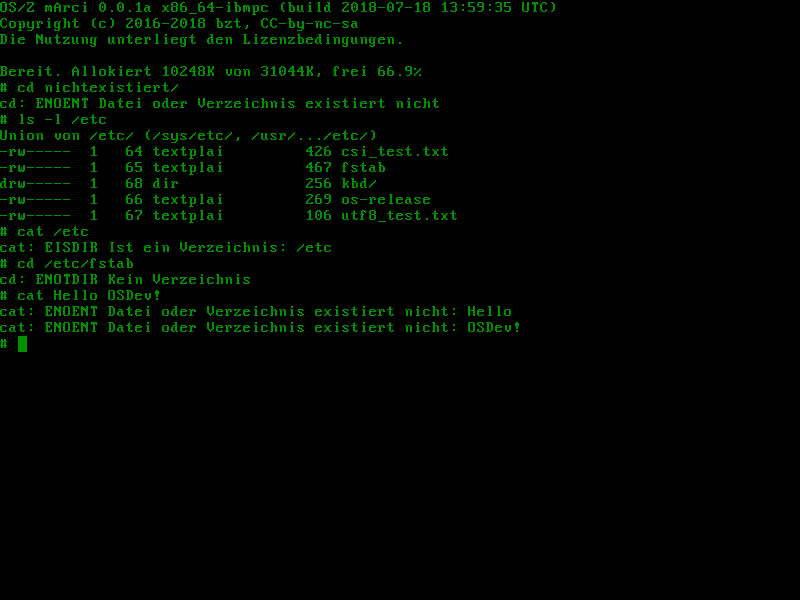 OS/Z mArci 0.0.1a x86_64-ibmpc (build 2018-07-18 13:59:35 UTC)
Copyright (c) 2016-2018 bzt, CC-by-nc-sa
Die Nutzung unterliegt den Lizenzbedingungen.
Bereit. Allokiert 10248K von 31044K, frei 66.9%
# cd nichtexistiert/
cd: ENOENT Datei oder Verzeichnis existiert nicht
# ls -l /etc
Union von /etc/ (/sys/etc/, /usr/.../etc/)
-rw-----  1   64 textplai         426 csi_test.txt
-rw-----  1   65 textplai         467 fstab
drw-----  1   68 dir              256 kbd/
-rw-----  1   66 textplai         269 os-release
-rw-----  1   67 textplai         106 utf8_test.txt
# cat /etc
cat: EISDIR Ist ein Verzeichnis: /etc
# cd /etc/fstab
cd: ENOTDIR Kein Verzeichnis
# cat Hello OSDev!
cat: ENOENT Datei oder Verzeichnis existiert nicht: Hello
cat: ENOENT Datei oder Verzeichnis existiert nicht: OSDev!
#